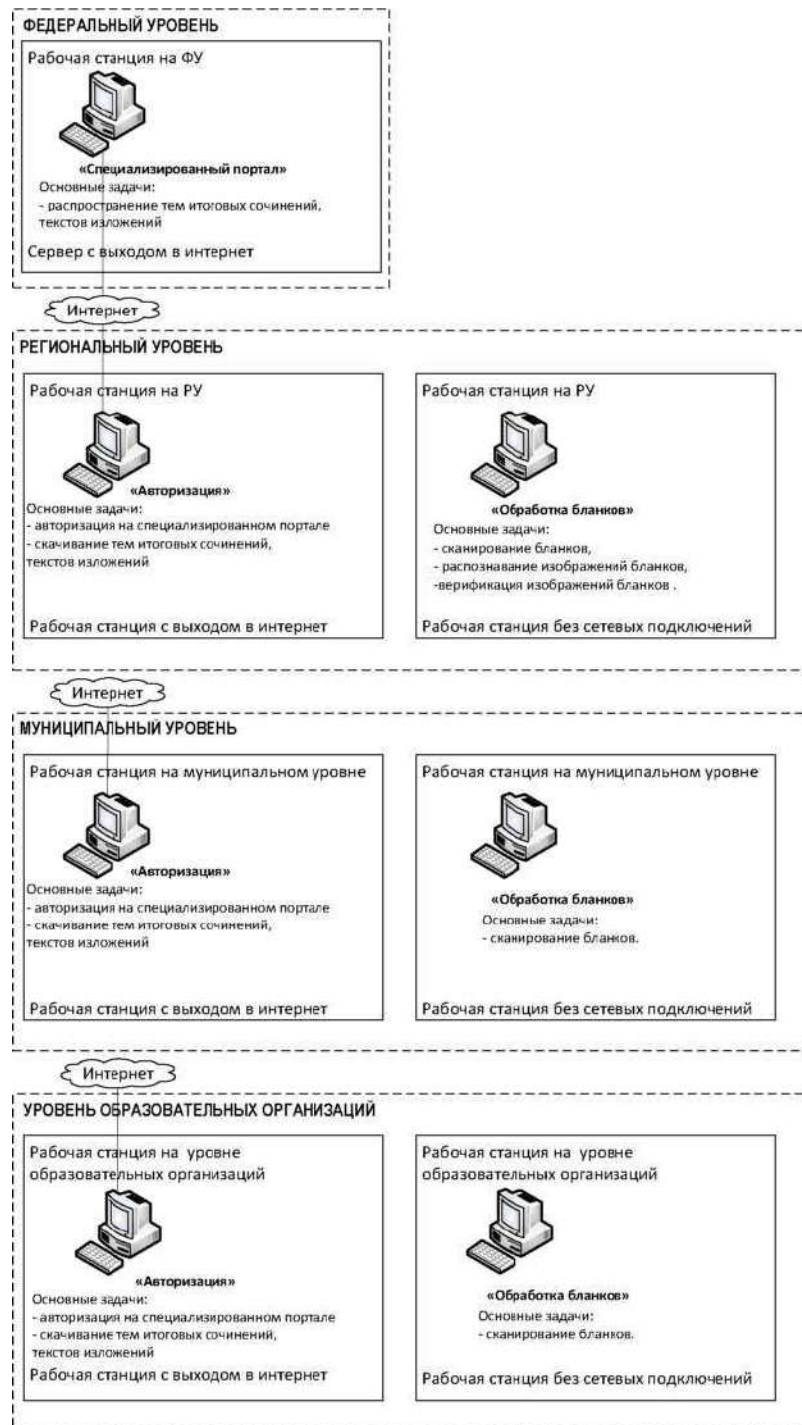 ФЕДЕРАЛЬНЫЙ УРОВЕНЬ
Рабочая станция на ФУ
«Специализированный портал»
Основные задачи:
- распространение тем итоговых сочинений,
текстов изложений
Сервер с выходом в интернет
Интернет
РЕГИОНАЛЬНЫЙ УРОВЕНЬ
Рабочая станция на РУ
«Авторизация»
Основные задачи:
- авторизация на специализированном портале
- скачивание тем итоговых сочинений,
текстов изложений
Рабочая станция с выходом в интернет
Рабочая станция на РУ
«Обработка бланков»
Основные задачи:
- сканирование бланков,
- распознавание изображений бланков,
-верификация изображений бланков .
Рабочая станция без сетевых подключений
Интернет
МУНИЦИПАЛЬНЫЙ УРОВЕНЬ
Рабочая станция на муниципальном уровне
«Авторизация»
Основные задачи:
- авторизация на специализированном портале
- скачивание тем итоговых сочинений,
текстов изложений
Рабочая станция с выходом в интернет
Рабочая станция на муниципальном уровне
«Обработка бланков»
Основные задачи:
- сканирование бланков.
Рабочая станция без сетевых подключений
Интернет
УРОВЕНЬ ОБРАЗОВАТЕЛЬНЫХ ОРГАНИЗАЦИЙ
Рабочая станция на уровне
образовательных организаций
«Авторизация»
Основные задачи:
- авторизация на специализированном портале
- скачивание тем итоговых сочинений,
текстов изложений
Рабочая станция с выходом в интернет
Рабочая станция на уровне
образовательных организаций
«Обработка бланков»
Основные задачи:
- сканирование бланков.
Рабочая станция без сетевых подключений